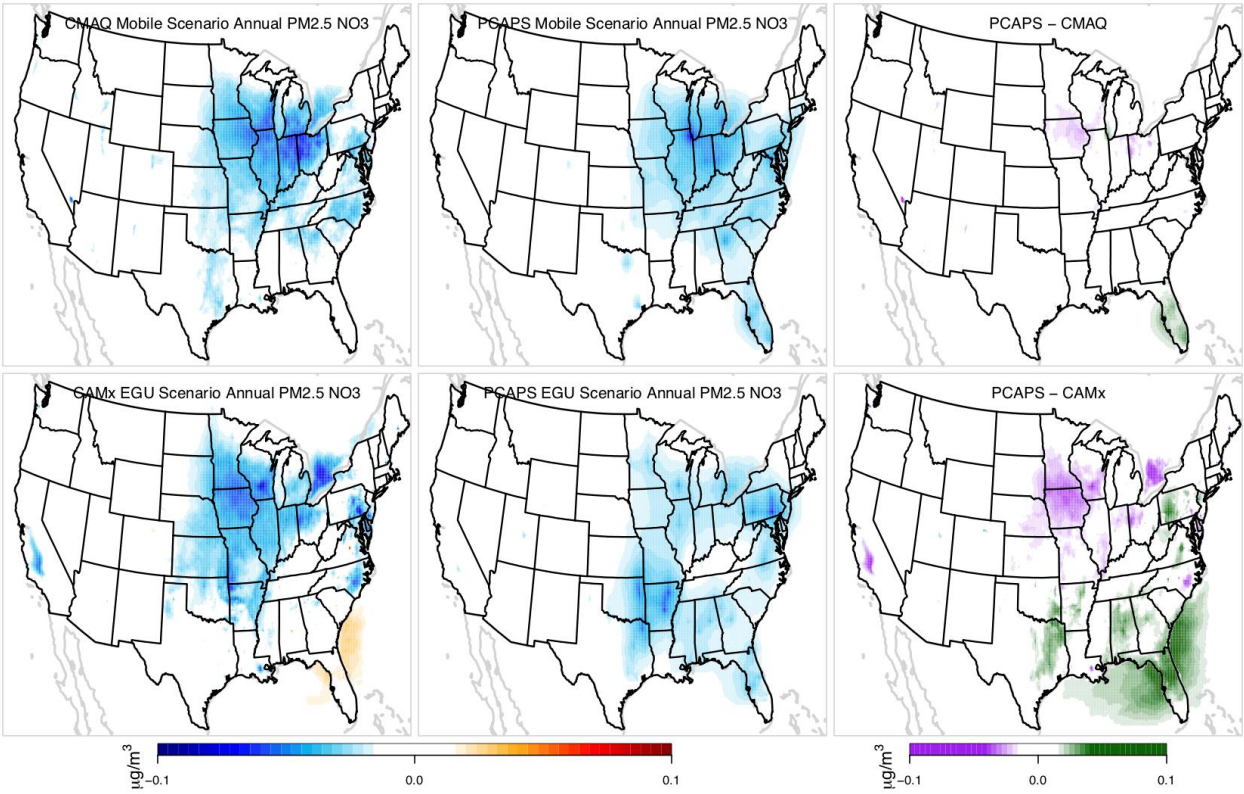 CMAQ Mobile Scenario Annual PM2.5 NO3
PCAPS Mobile Scenario Annual PM2.5 NO3
PCAPS − CMAQ
CAMx EGU Scenario Annual PM2.5 NO3
PCAPS EGU Scenario Annual PM2.5 NO3
PCAPS − CAMx
µg/m³
−0.1 0.0 0.1
µg/m³
−0.1 0.0 0.1